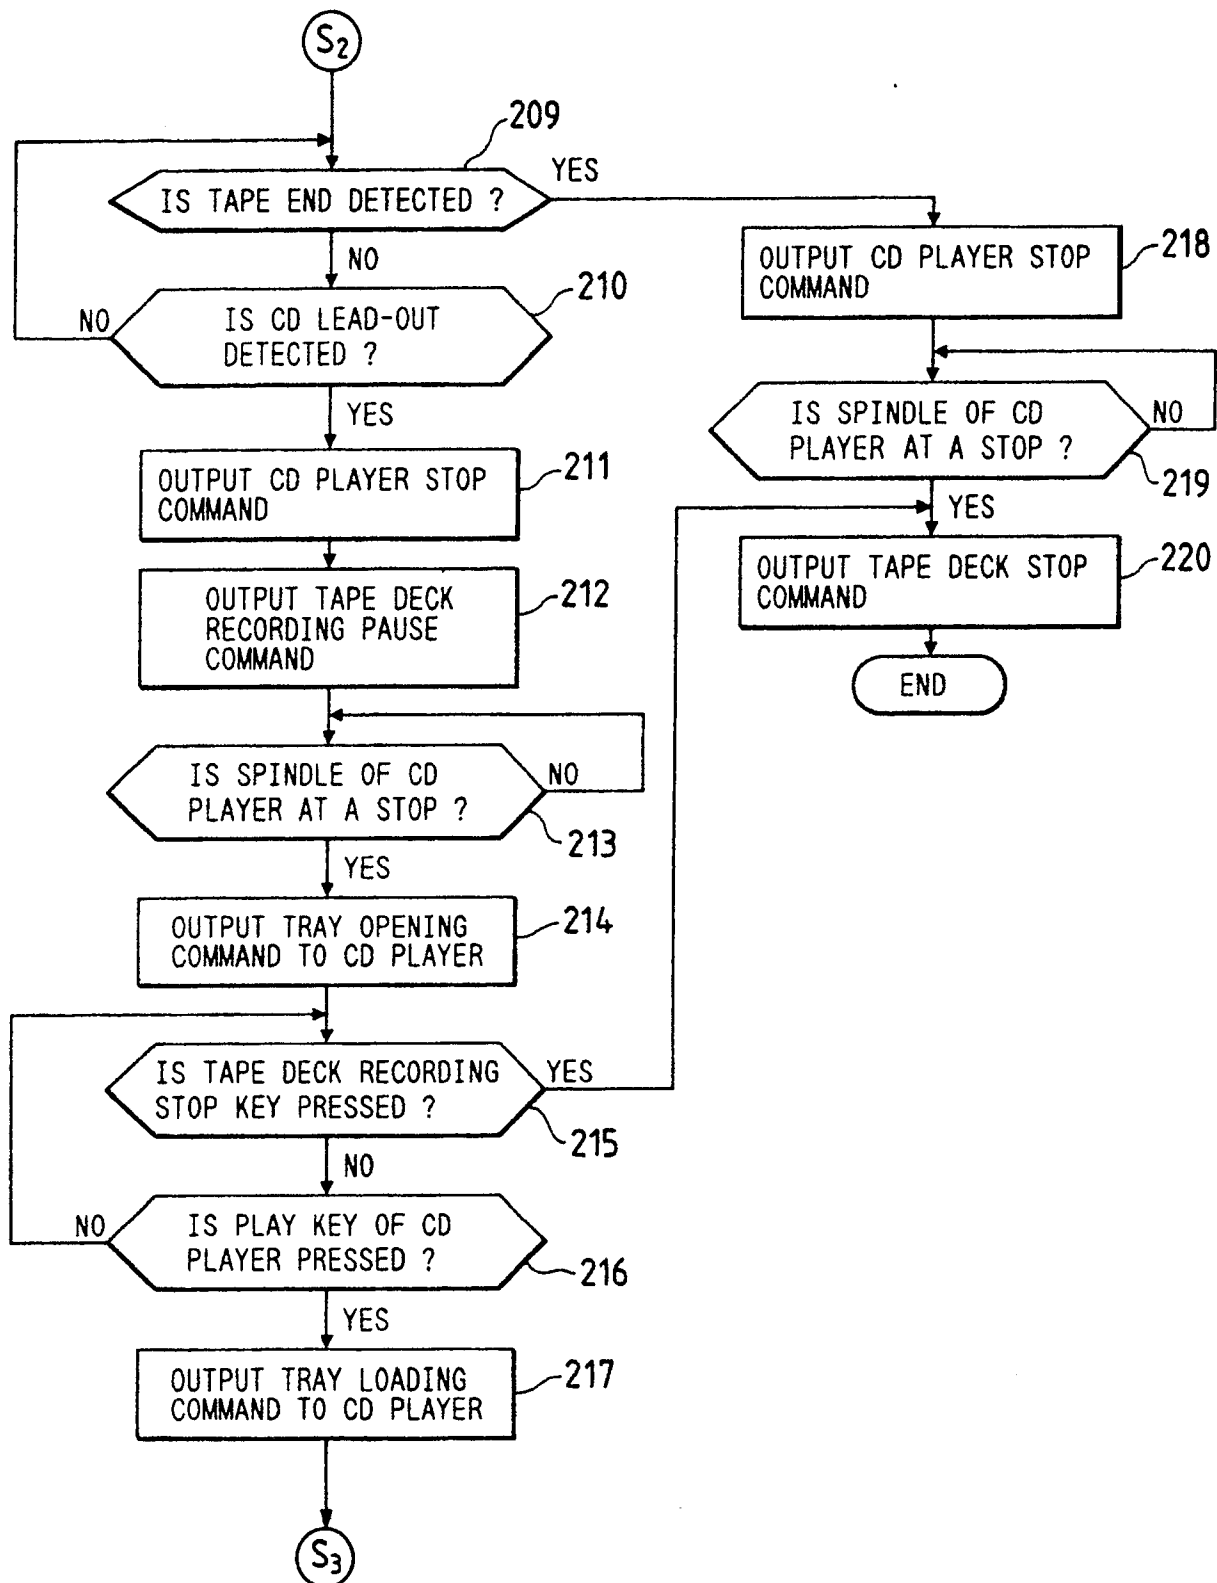 S2
209
IS TAPE END DETECTED ?
YES
NO
210
IS CD LEAD-OUT
DETECTED ?
NO
YES
211
OUTPUT CD PLAYER STOP
COMMAND
212
OUTPUT TAPE DECK
RECORDING PAUSE
COMMAND
IS SPINDLE OF CD
PLAYER AT A STOP ?
NO
213
YES
214
OUTPUT TRAY OPENING
COMMAND TO CD PLAYER
IS TAPE DECK RECORDING
STOP KEY PRESSED ?
YES
215
NO
IS PLAY KEY OF CD
PLAYER PRESSED ?
NO
216
YES
217
OUTPUT TRAY LOADING
COMMAND TO CD PLAYER
S3
218
OUTPUT CD PLAYER STOP
COMMAND
IS SPINDLE OF CD
PLAYER AT A STOP ?
NO
219
YES
220
OUTPUT TAPE DECK STOP
COMMAND
END